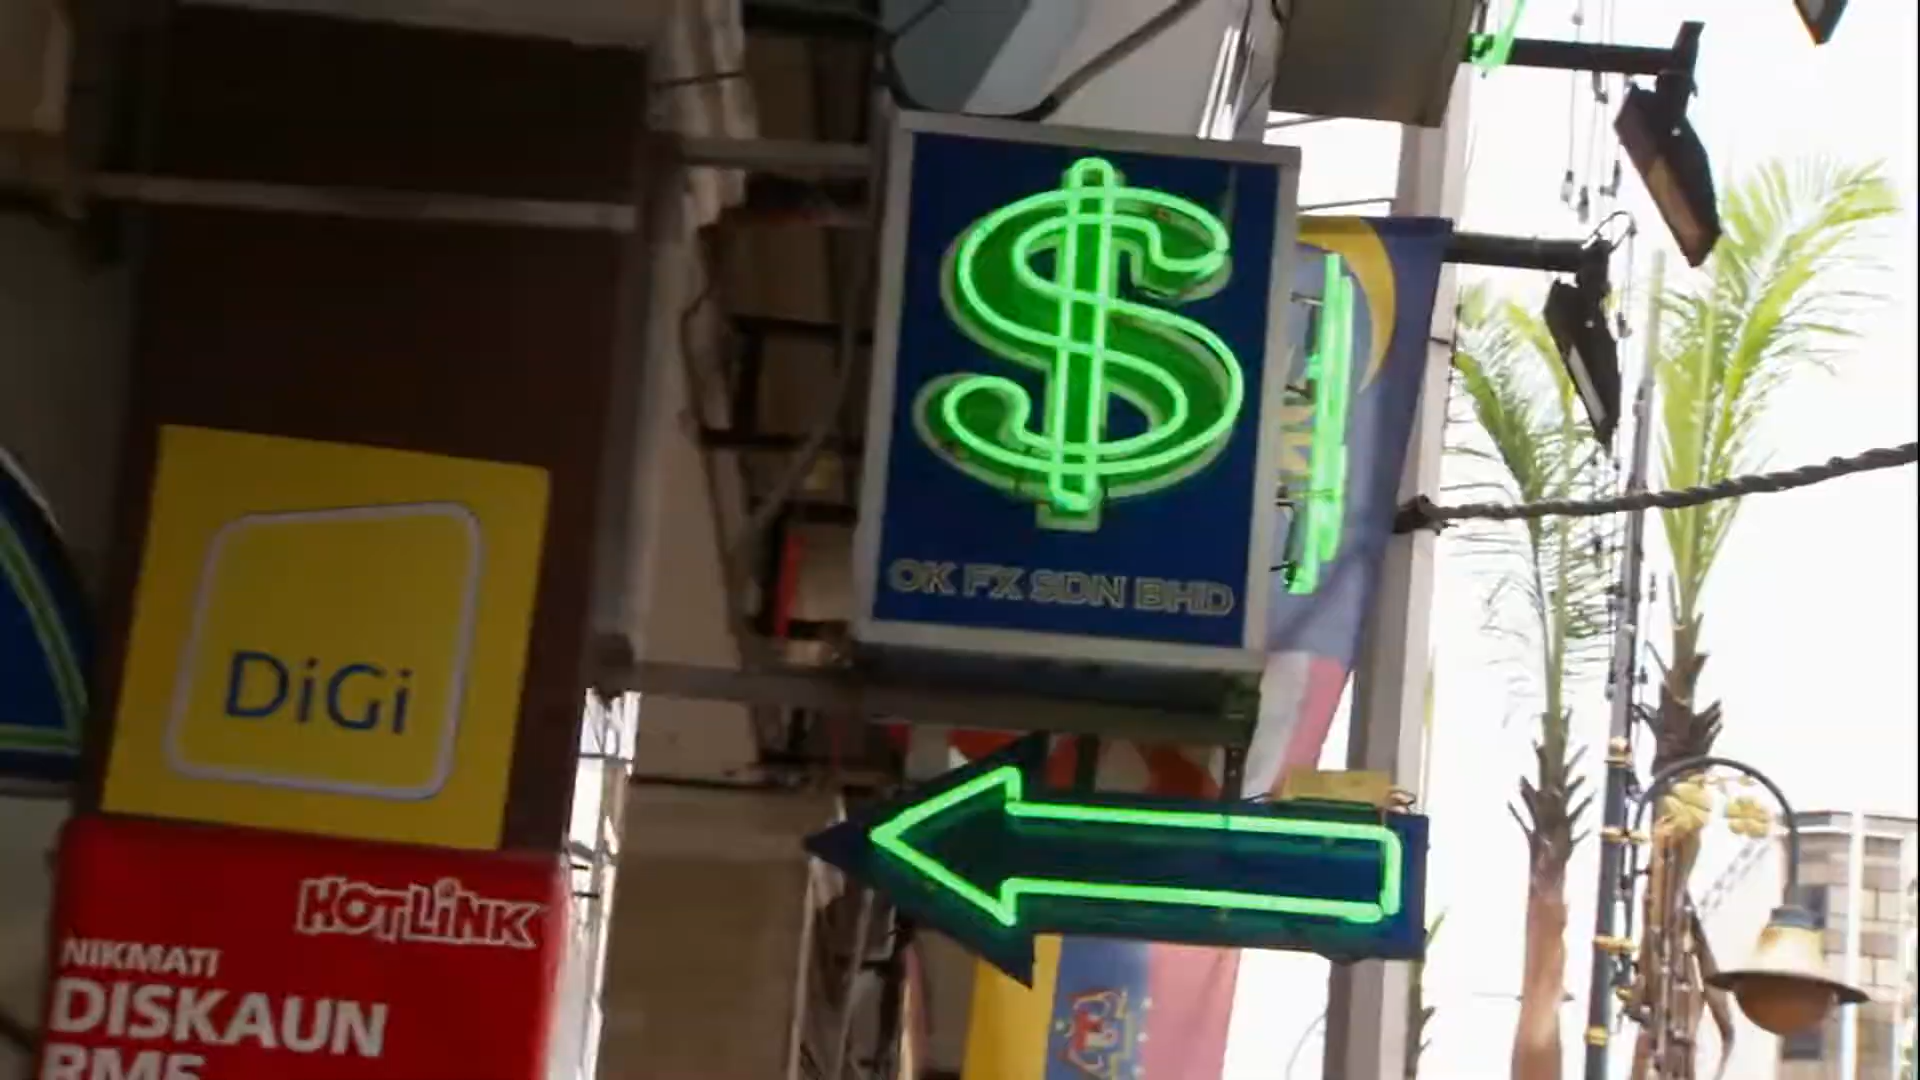 $
OK FX SDN BHD
DiGi
HOTLINK
NIKMATI
DISKAUN